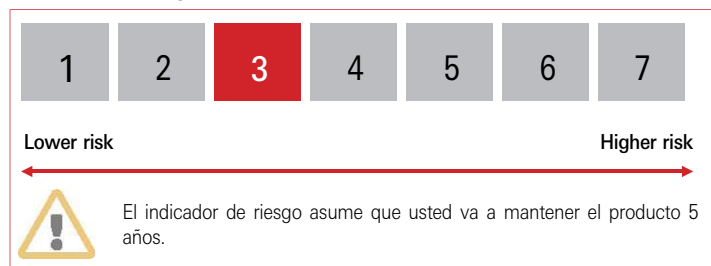 1 2 3 4 5 6 7
Lower risk Higher risk
El indicador de riesgo asume que usted va a mantener el producto 5
años.